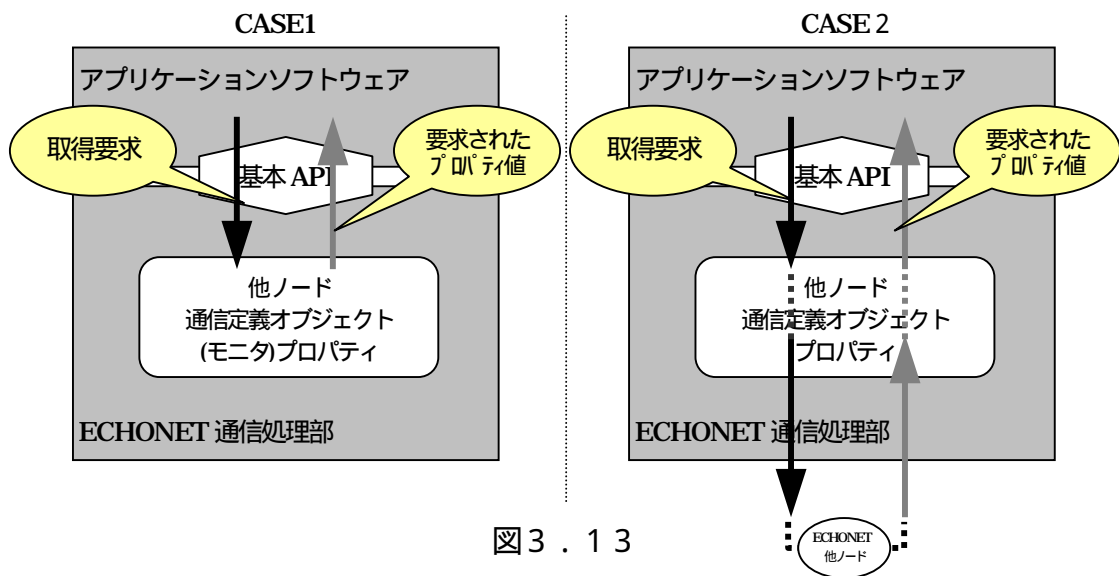 CASE1
アプリケーションソフトウェア
取得要求
要求された
プロパティ値
基本 API
他ノード
通信定義オブジェクト
(モニタ)プロパティ
ECHONET 通信処理部
CASE 2
アプリケーションソフトウェア
取得要求
要求された
プロパティ値
基本 API
他ノード
通信定義オブジェクト
プロパティ
ECHONET 通信処理部
ECHONET
他ノード
図3．13